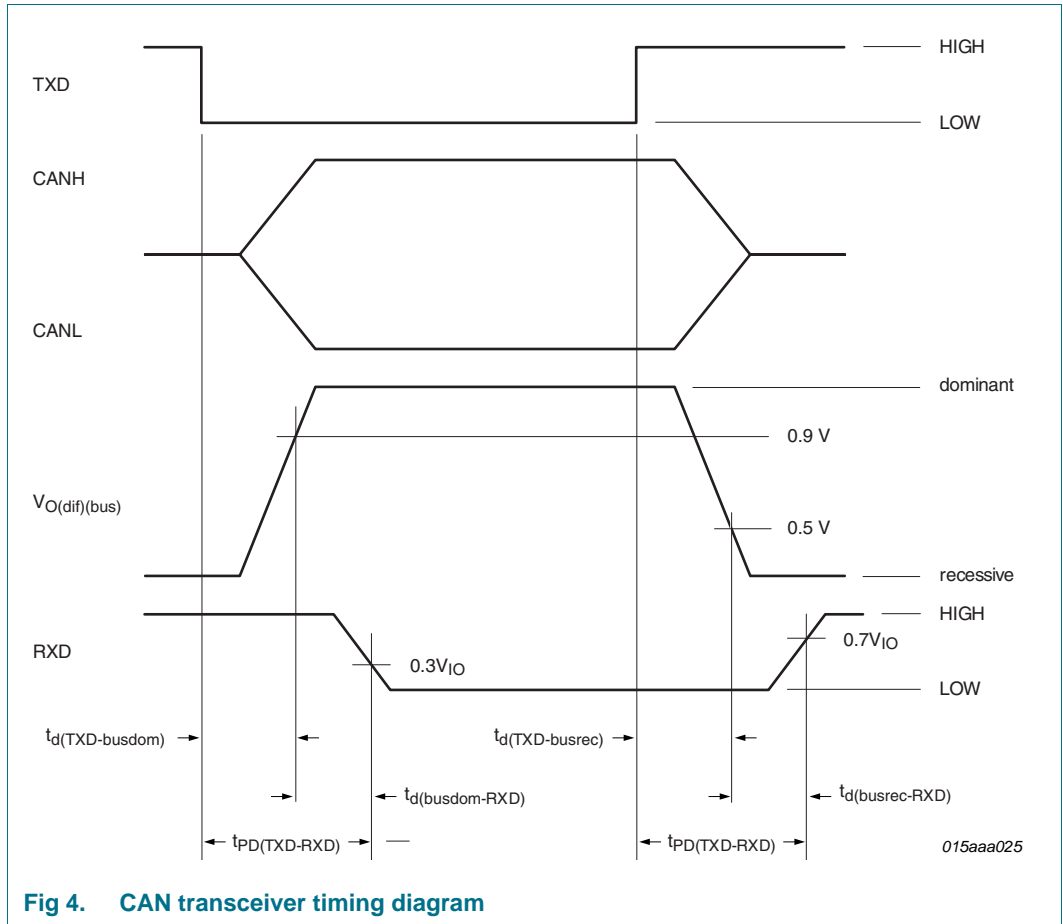 HIGH
TXD
LOW
CANH
CANL
dominant
0.9 V
VO(dif)(bus)
0.5 V
recessive
HIGH
RXD
0.7VIO
0.3VIO
LOW
td(TXD-busdom)
td(TXD-busrec)
td(busdom-RXD)
td(busrec-RXD)
tPD(TXD-RXD)
tPD(TXD-RXD)
015aaa025
Fig 4. CAN transceiver timing diagram